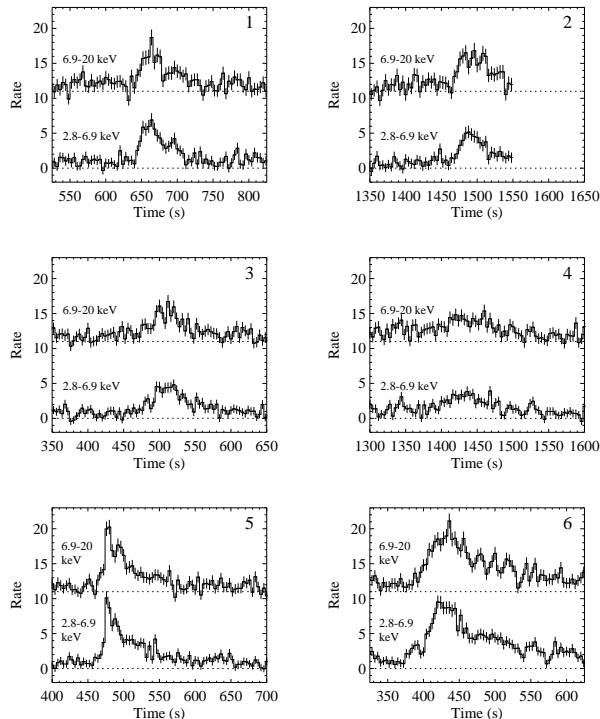 1
20
15
10
5
0
Rate
6.9-20 keV
2.8-6.9 keV
550 600 650 700 750 800
Time (s)
2
20
15
10
5
0
Rate
6.9-20 keV
2.8-6.9 keV
1350 1400 1450 1500 1550 1600 1650
Time (s)
3
20
15
10
5
0
Rate
6.9-20 keV
2.8-6.9 keV
350 400 450 500 550 600 650
Time (s)
4
20
15
10
5
0
Rate
6.9-20 keV
2.8-6.9 keV
1300 1350 1400 1450 1500 1550 1600
Time (s)
5
20
15
10
5
0
Rate
6.9-20
keV
2.8-6.9
keV
400 450 500 550 600 650 700
Time (s)
6
20
15
10
5
0
Rate
6.9-20
keV
2.8-6.9
keV
350 400 450 500 550 600
Time (s)